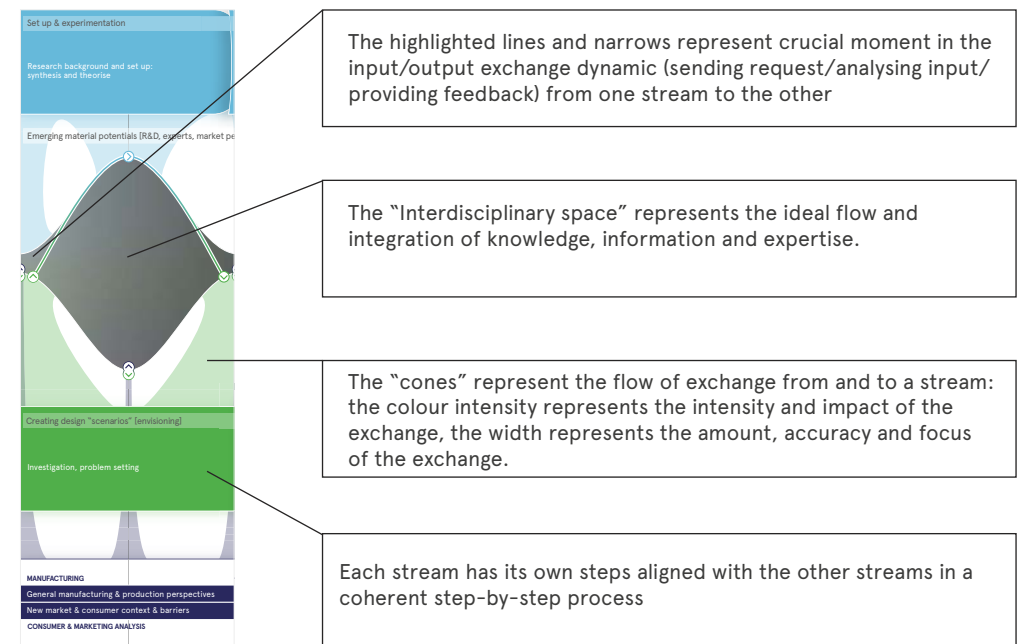 Set up & experimentation
Research background and set up:
synthesis and theorise
Emerging material potentials [R&D, experts, market pe
Creating design "scenarios" [envisioning]
Investigation, problem setting
MANUFACTURING
General manufacturing & production perspectives
New market & consumer context & barriers
CONSUMER & MARKETING ANALYSIS
The highlighted lines and narrows represent crucial moment in the
input/output exchange dynamic (sending request/analysing input/
providing feedback) from one stream to the other
The “Interdisciplinary space” represents the ideal flow and
integration of knowledge, information and expertise.
The “cones” represent the flow of exchange from and to a stream:
the colour intensity represents the intensity and impact of the
exchange, the width represents the amount, accuracy and focus
of the exchange.
Each stream has its own steps aligned with the other streams in a
coherent step-by-step process